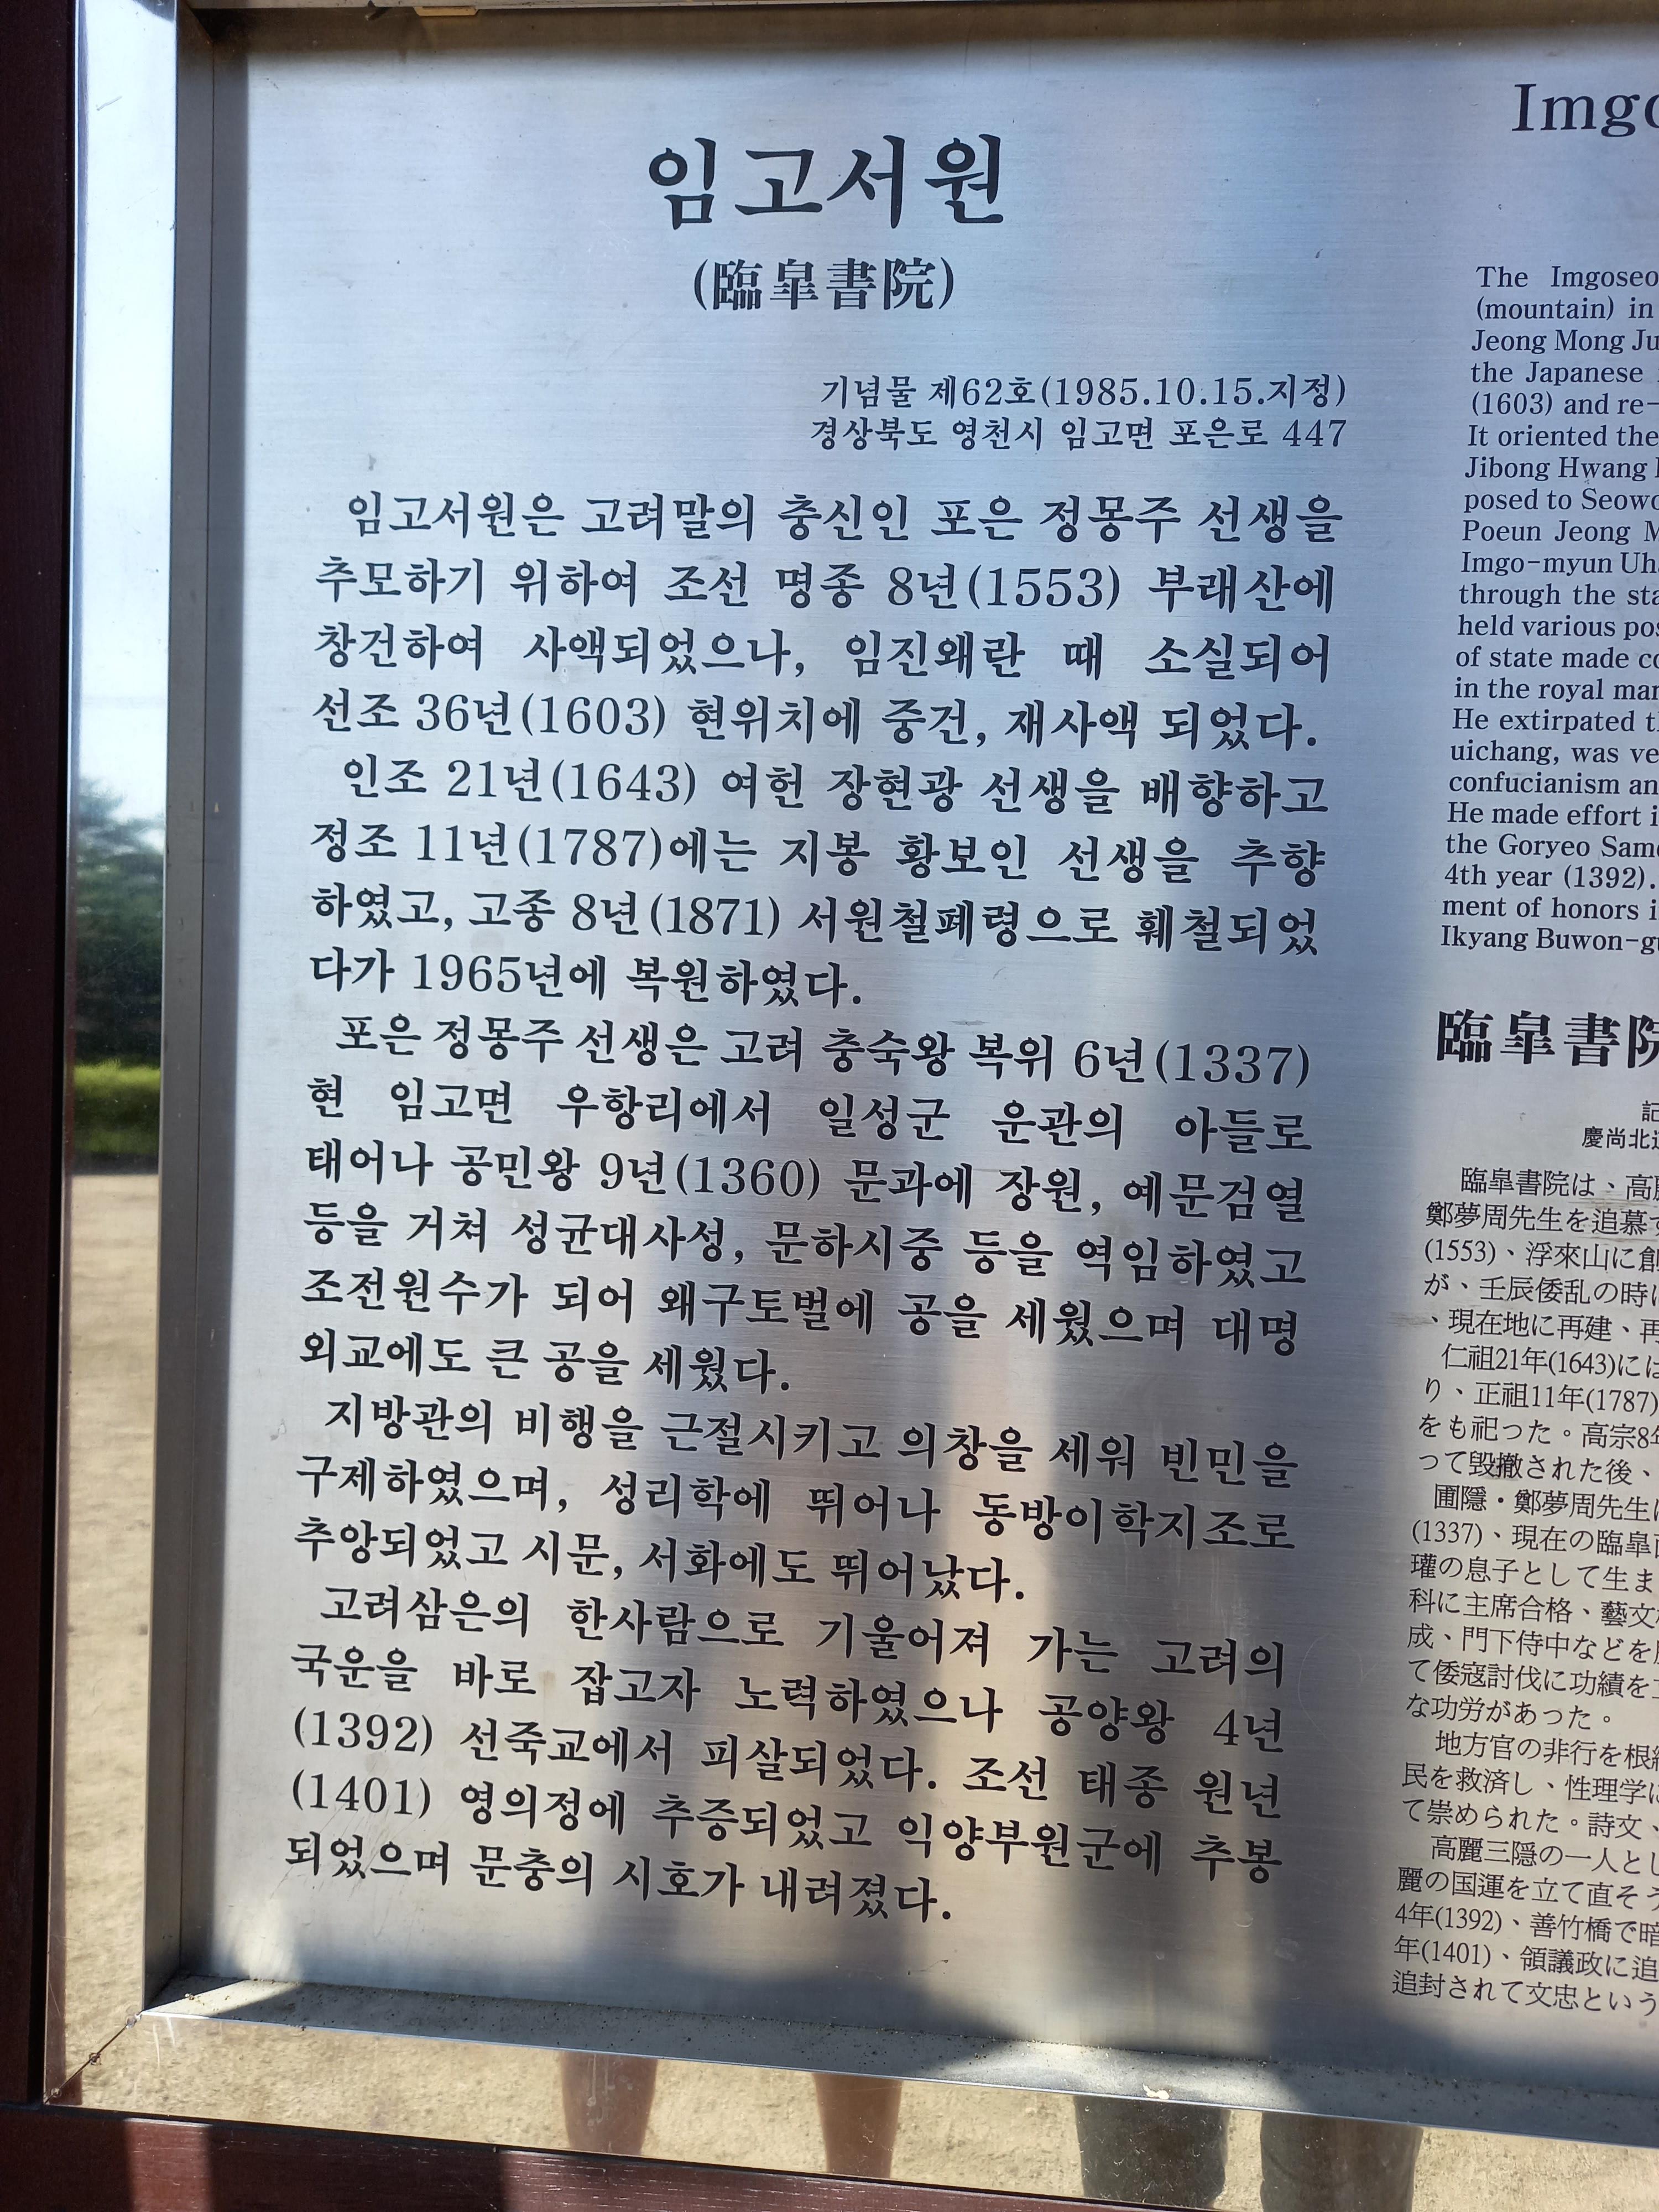 임고서원
(臨皐書院)
기념물 제62호(1985.10.15.지정)
경상북도 영천시 임고면 포은로 447
임고서원은 고려말의 충신인 포은 정몽주 선생을
추모하기 위하여 조선 명종 8년(1553) 부래산에
창건하여 사액되었으나, 임진왜란 때 소실되어
선조 36년(1603) 현위치에 중건, 재사액 되었다.
인조 21년(1643) 여헌 장현광 선생을 배향하고
정조 11년(1787)에는 지봉 황보인 선생을 추향
하였고, 고종 8년(1871) 서원철폐령으로 훼철되었
다가 1965년에 복원하였다.
포은 정몽주 선생은 고려 충숙왕 복위 6년(1337)
현 임고면 우항리에서 일성군 운관의 아들로
태어나 공민왕 9년(1360) 문과에 장원, 예문검열
등을 거쳐 성균대사성, 문하시중 등을 역임하였고
조전원수가 되어 왜구토벌에 공을 세웠으며 대명
외교에도 큰 공을 세웠다.
지방관의 비행을 근절시키고 의창을 세워 빈민을
구제하였으며, 성리학에 뛰어나 동방이학지조로
추앙되었고 시문, 서화에도 뛰어났다.
고려삼은의 한사람으로 기울어져 가는 고려의
국운을 바로 잡고자 노력하였으나 공양왕 4년
(1392) 선죽교에서 피살되었다. 조선 태종 원년
(1401) 영의정에 추증되었고 익양부원군에 추봉
되었으며 문충의 시호가 내려졌다.
Imgo
The Imgoseo
(mountain) in
Jeong Mong Ju
the Japanese
(1603) and re-
It oriented the
Jibong Hwang
posed to Seowo
Poeun Jeong M
Imgo-myun Uh
through the sta
held various pos
of state made co
in the royal mar
He extirpated th
uichang, was ve
confucianism an
He made effort i
the Goryeo Same
4th year (1392).
ment of honors i
Ikyang Buwon-gu
臨皐書院
記
慶尚北道
臨皐書院は、高麗
鄭夢周先生を追慕す
(1553)、浮來山に創
が、壬辰倭乱の時に
、現在地に再建、再
仁祖21年(1643)には
り、正祖11年(1787)
をも祀った。高宗8年
って毀撤された後、
圃隱・鄭夢周先生は
(1337)、現在の臨皐面
瓘の息子として生ま
科に主席合格、藝文
成、門下侍中などを
て倭寇討伐に功績を立
な功労があった。
地方官の非行を根絶
民を救済し、性理学に
て崇められた。詩文、
高麗三隠の一人とし
麗の国運を立て直そう
4年(1392)、善竹橋で暗
年(1401)、領議政に追
追封されて文忠という